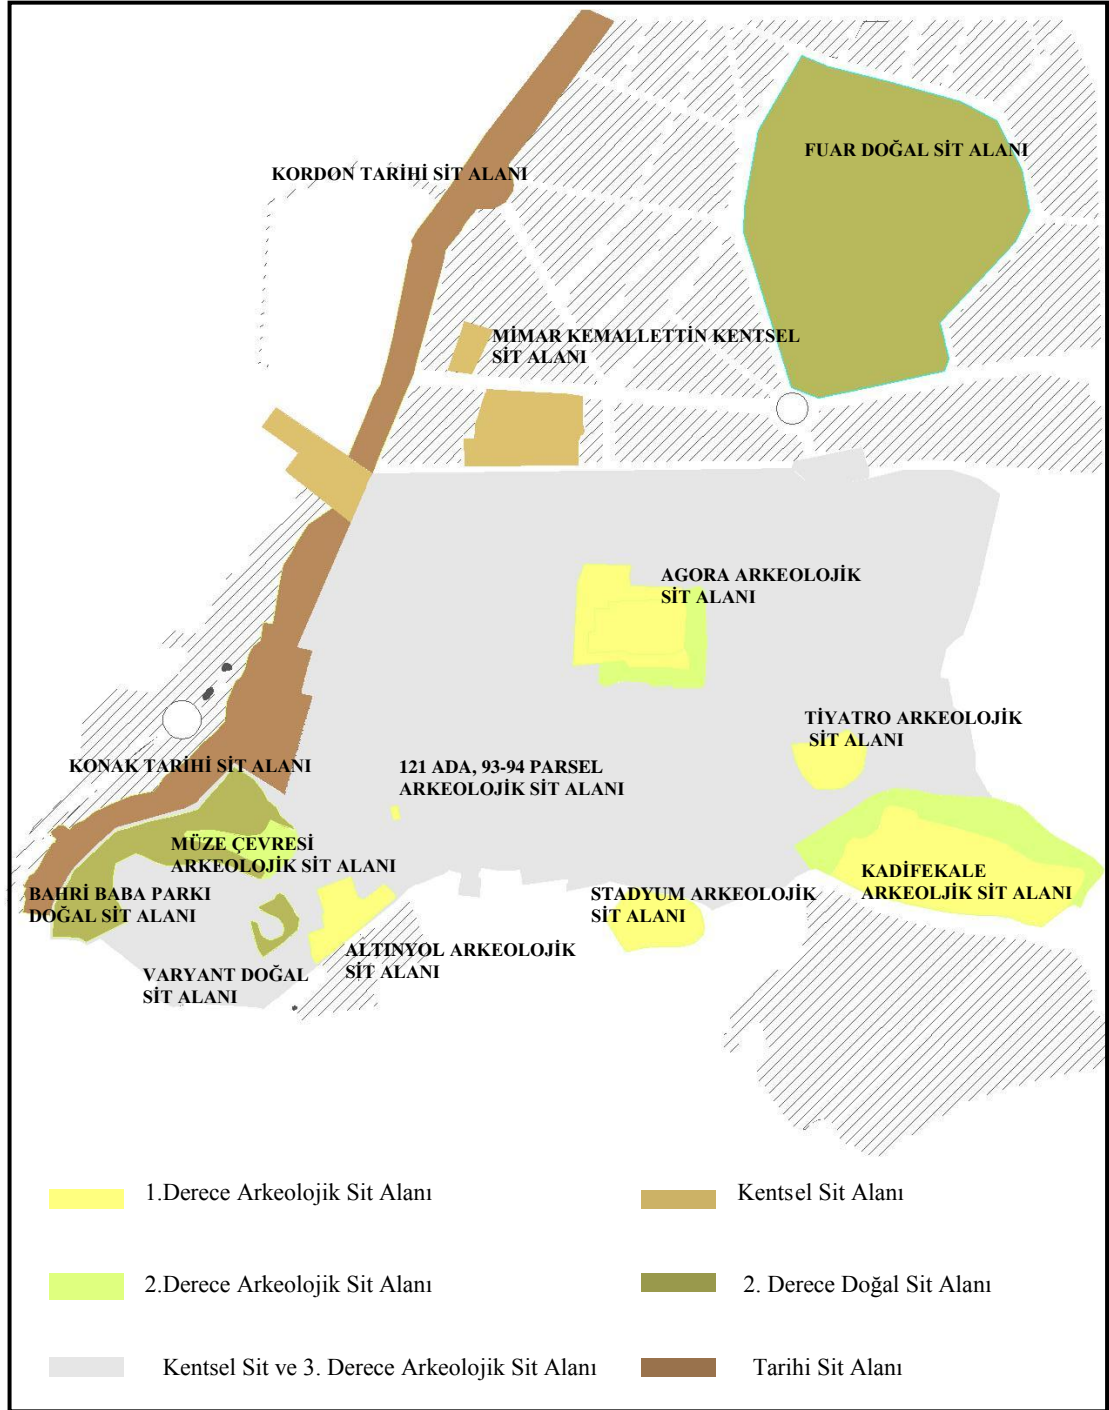 FUAR DOĞAL SİT ALANI
KORDON TARİHİ SİT ALANI
MİMAR KEMALLETTİN KENTSEL
SİT ALANI
AGORA ARKEOLOJİK
SİT ALANI
TİYATRO ARKEOLOJİK
SİT ALANI
KONAK TARİHİ SİT ALANI
121 ADA, 93-94 PARSEL
ARKEOLOJİK SİT ALANI
MÜZE ÇEVRESİ
ARKEOLOJİK SİT ALANI
KADİFEKALE
ARKEOLJİK SİT ALANI
BAHRİ BABA PARKI
DOĞAL SİT ALANI
STADYUM ARKEOLOJİK
SİT ALANI
ALTINYOL ARKEOLOJİK
SİT ALANI
VARYANT DOĞAL
SİT ALANI
1.Derece Arkeolojik Sit Alanı
Kentsel Sit Alanı
2.Derece Arkeolojik Sit Alanı
2. Derece Doğal Sit Alanı
Kentsel Sit ve 3. Derece Arkeolojik Sit Alanı
Tarihi Sit Alanı